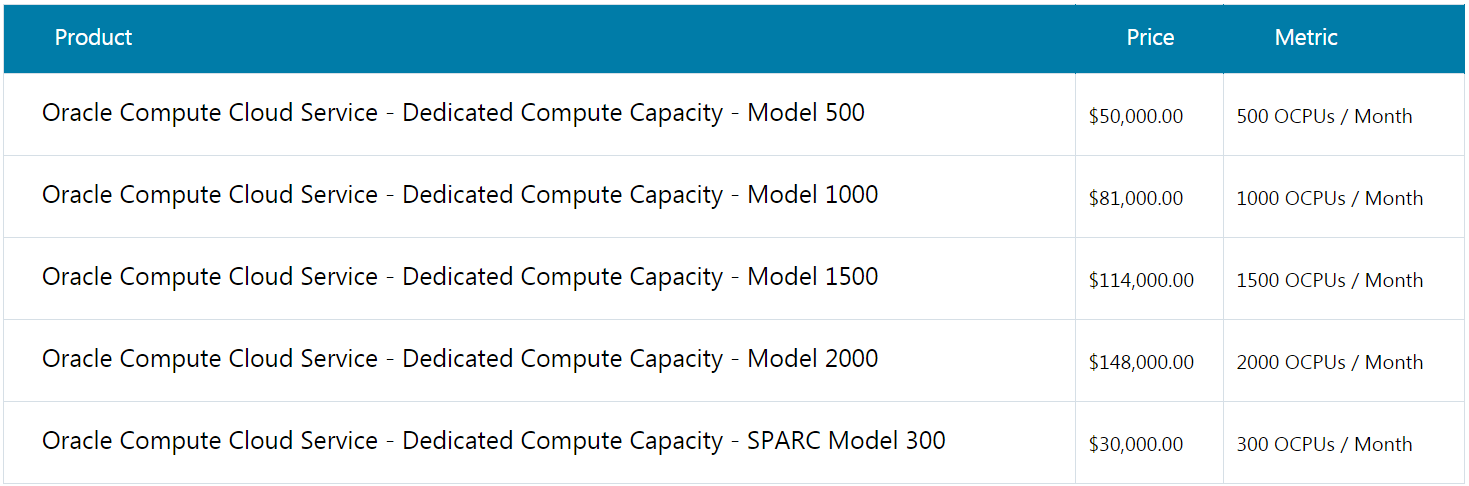 Product Price Metric
Oracle Compute Cloud Service - Dedicated Compute Capacity - Model 500 $50,000.00 500 OCPUs / Month
Oracle Compute Cloud Service - Dedicated Compute Capacity - Model 1000 $81,000.00 1000 OCPUs / Month
Oracle Compute Cloud Service - Dedicated Compute Capacity - Model 1500 $114,000.00 1500 OCPUs / Month
Oracle Compute Cloud Service - Dedicated Compute Capacity - Model 2000 $148,000.00 2000 OCPUs / Month
Oracle Compute Cloud Service - Dedicated Compute Capacity - SPARC Model 300 $30,000.00 300 OCPUs / Month